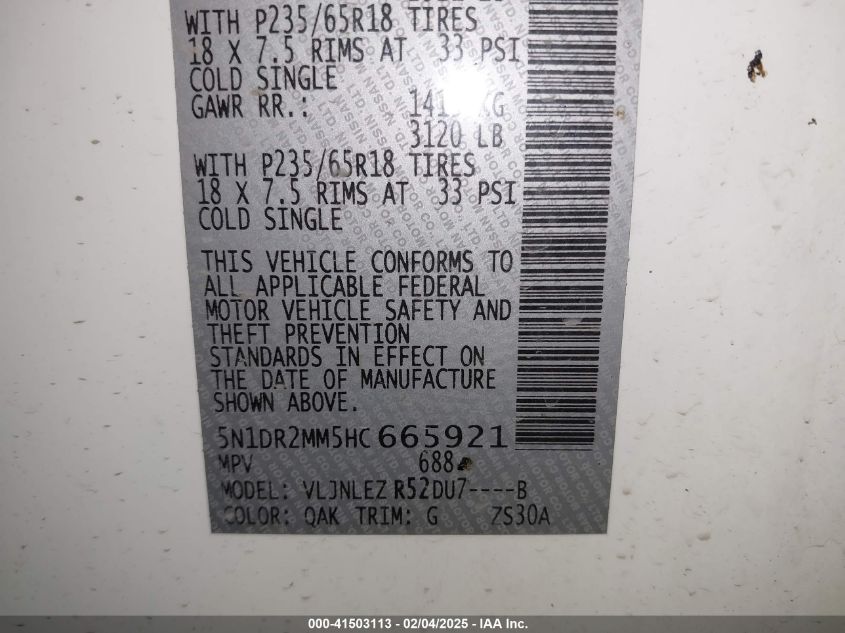 WITH P235/65R18 TIRES
18 X 7.5 RIMS AT 33 PSI
COLD SINGLE
GAWR RR.: KG
3120 LB
WITH P235/65R18 TIRES
18 X 7.5 RIMS AT 33 PSI
COLD SINGLE
THIS VEHICLE CONFORMS TO
ALL APPLICABLE FEDERAL
MOTOR VEHICLE SAFETY AND
THEFT PREVENTION
STANDARDS IN EFFECT ON
THE DATE OF MANUFACTURE
SHOWN ABOVE.
5N1DR2MM5HC665921
MPV 688
MODEL: VLJNLEZ R52DU7----B
COLOR: QAK TRIM: G ZS30A
000-41503113 — 02/04/2025 — IAA Inc.